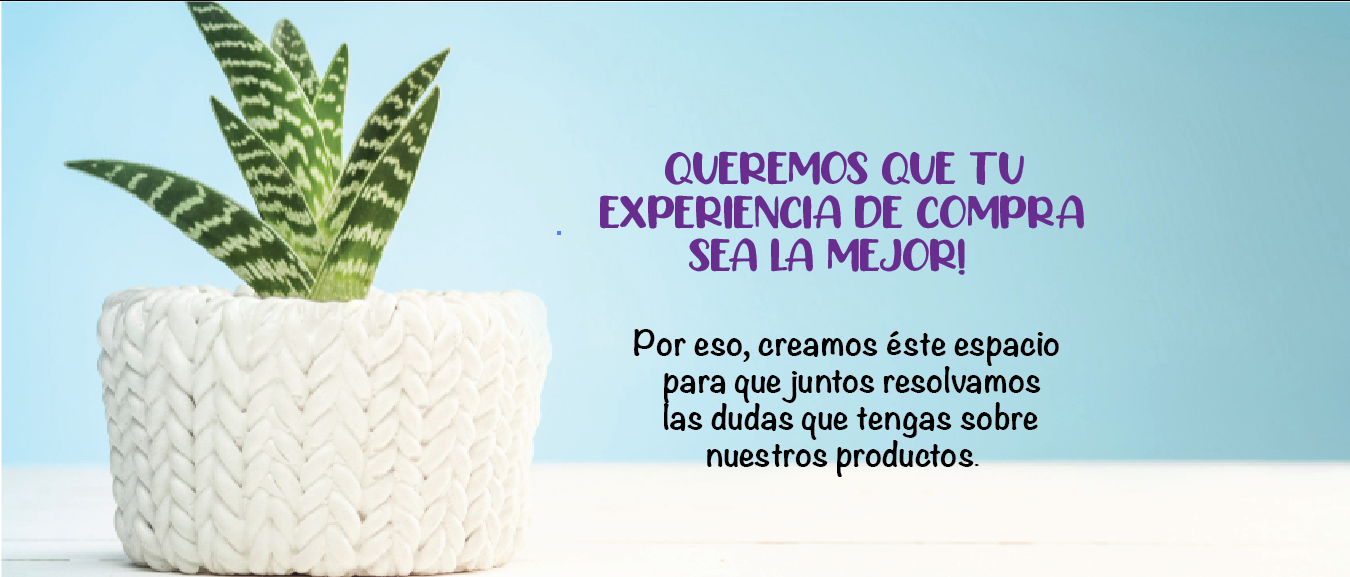 QUEREMOS QUE TU
EXPERIENCIA DE COMPRA
SEA LA MEJOR!
Por eso, creamos éste espacio
para que juntos resolvamos
las dudas que tengas sobre
nuestros productos.